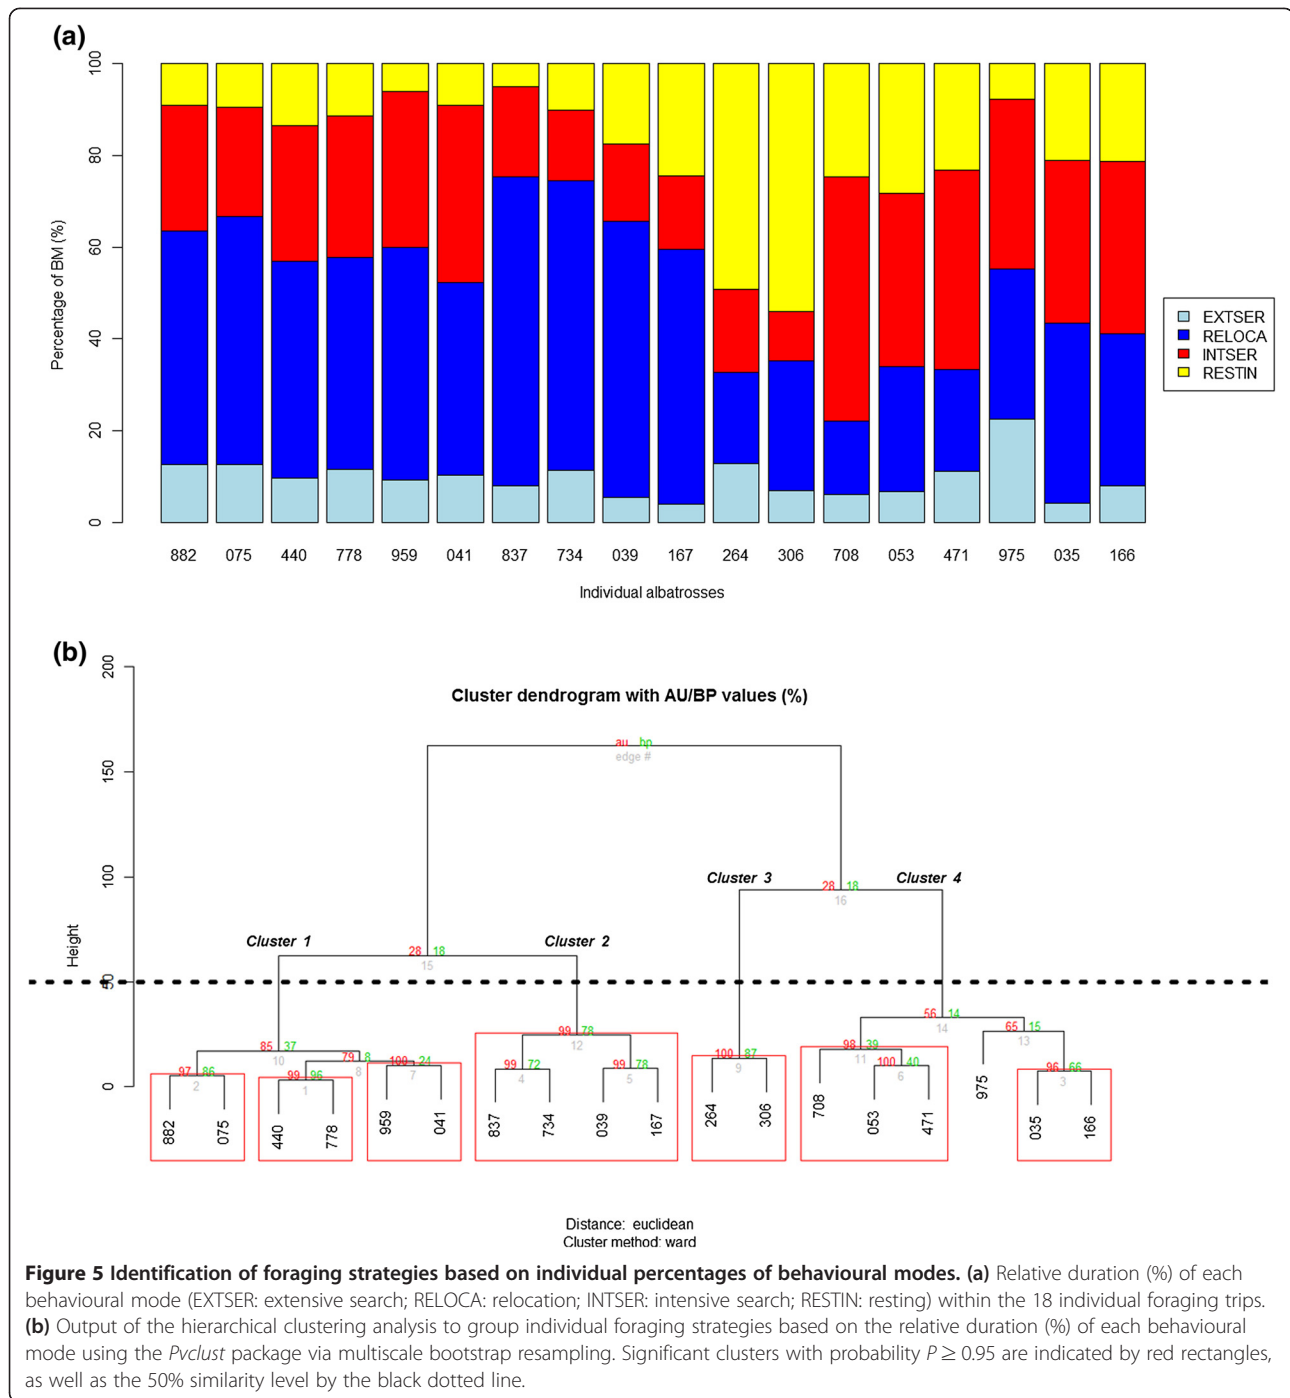 (a)
100
80
60
40
20
0
Percentage of BM (%)
EXTSER
RELOCA
INTSER
RESTIN
882 075 440 778 959 041 837 734 039 167 264 306 708 053 471 975 035 166
Individual albatrosses
(b)
200
150
100
50
0
Height
Cluster dendrogram with AU/BP values (%)
au bp
edge #
Cluster 3 28 18 Cluster 4
16
Cluster 1 28 18 Cluster 2
15
56 14
14
99 78
12
65 15
13
85 37
10
79 8
8
98 39
11
100 87
9
100 24
7
97 86
2
99 96
1
99 72
4
99 78
5
100 40
6
96 66
3
882 075 440 778 959 041 837 734 039 167 264 306 708 053 471 975 035 166
Distance: euclidean
Cluster method: ward
Figure 5 Identification of foraging strategies based on individual percentages of behavioural modes. (a) Relative duration (%) of each
behavioural mode (EXTSER: extensive search; RELOCA: relocation; INTSER: intensive search; RESTIN: resting) within the 18 individual foraging trips.
(b) Output of the hierarchical clustering analysis to group individual foraging strategies based on the relative duration (%) of each behavioural
mode using the Pvclust package via multiscale bootstrap resampling. Significant clusters with probability P ≥ 0.95 are indicated by red rectangles,
as well as the 50% similarity level by the black dotted line.